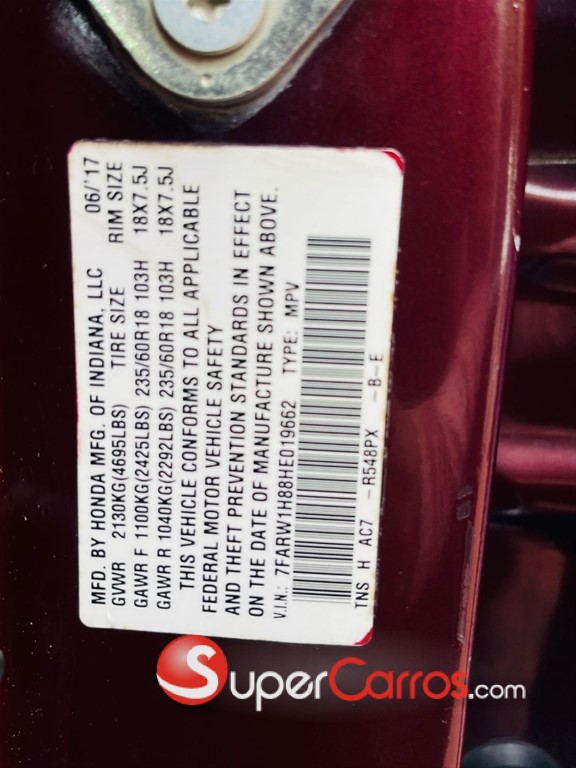 MFD. BY HONDA MFG. OF INDIANA, LLC 06/'17
GVWR 2130KG(4695LBS) TIRE SIZE RIM SIZE
GAWR F 1100KG(2425LBS) 235/60R18 103H 18X7.5J
GAWR R 1040KG(2292LBS) 235/60R18 103H 18X7.5J
THIS VEHICLE CONFORMS TO ALL APPLICABLE
FEDERAL MOTOR VEHICLE SAFETY
AND THEFT PREVENTION STANDARDS IN EFFECT
ON THE DATE OF MANUFACTURE SHOWN ABOVE.
V.I.N.: 7FARW1H88HE019662 TYPE: MPV
TNS H AC7 -R548PX -B-E
SuperCarros.com